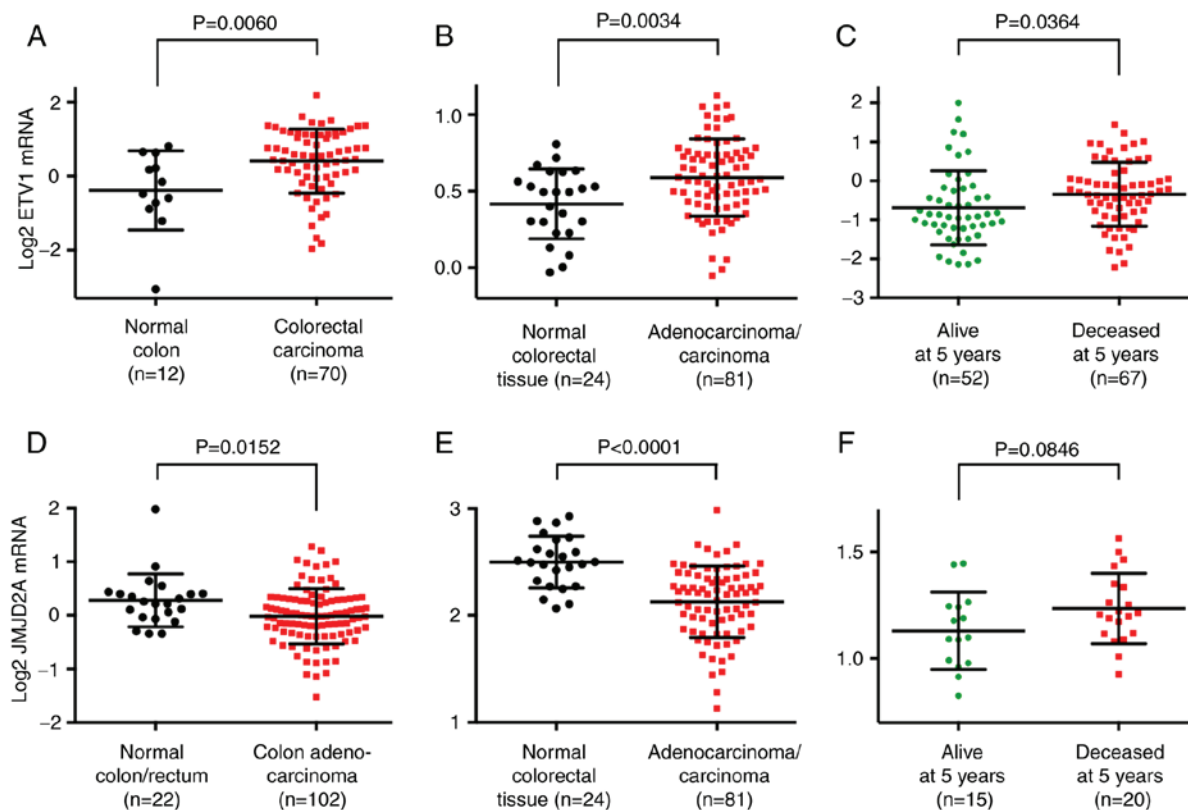 A
P=0.0060
Log2 ETV1 mRNA
2
0
−2
Normal
colon
(n=12)
Colorectal
carcinoma
(n=70)
B
P=0.0034
1.0
0.5
0.0
Normal
colorectal
tissue (n=24)
Adenocarcinoma/
carcinoma
(n=81)
C
P=0.0364
2
1
0
−1
−2
−3
Alive
at 5 years
(n=52)
Deceased
at 5 years
(n=67)
D
P=0.0152
Log2 JMJD2A mRNA
2
1
0
−1
−2
Normal
colon/rectum
(n=22)
Colon adeno-
carcinoma
(n=102)
E
P<0.0001
3
2
1
Normal
colorectal
tissue (n=24)
Adenocarcinoma/
carcinoma
(n=81)
F
P=0.0846
1.5
1.0
Alive
at 5 years
(n=15)
Deceased
at 5 years
(n=20)